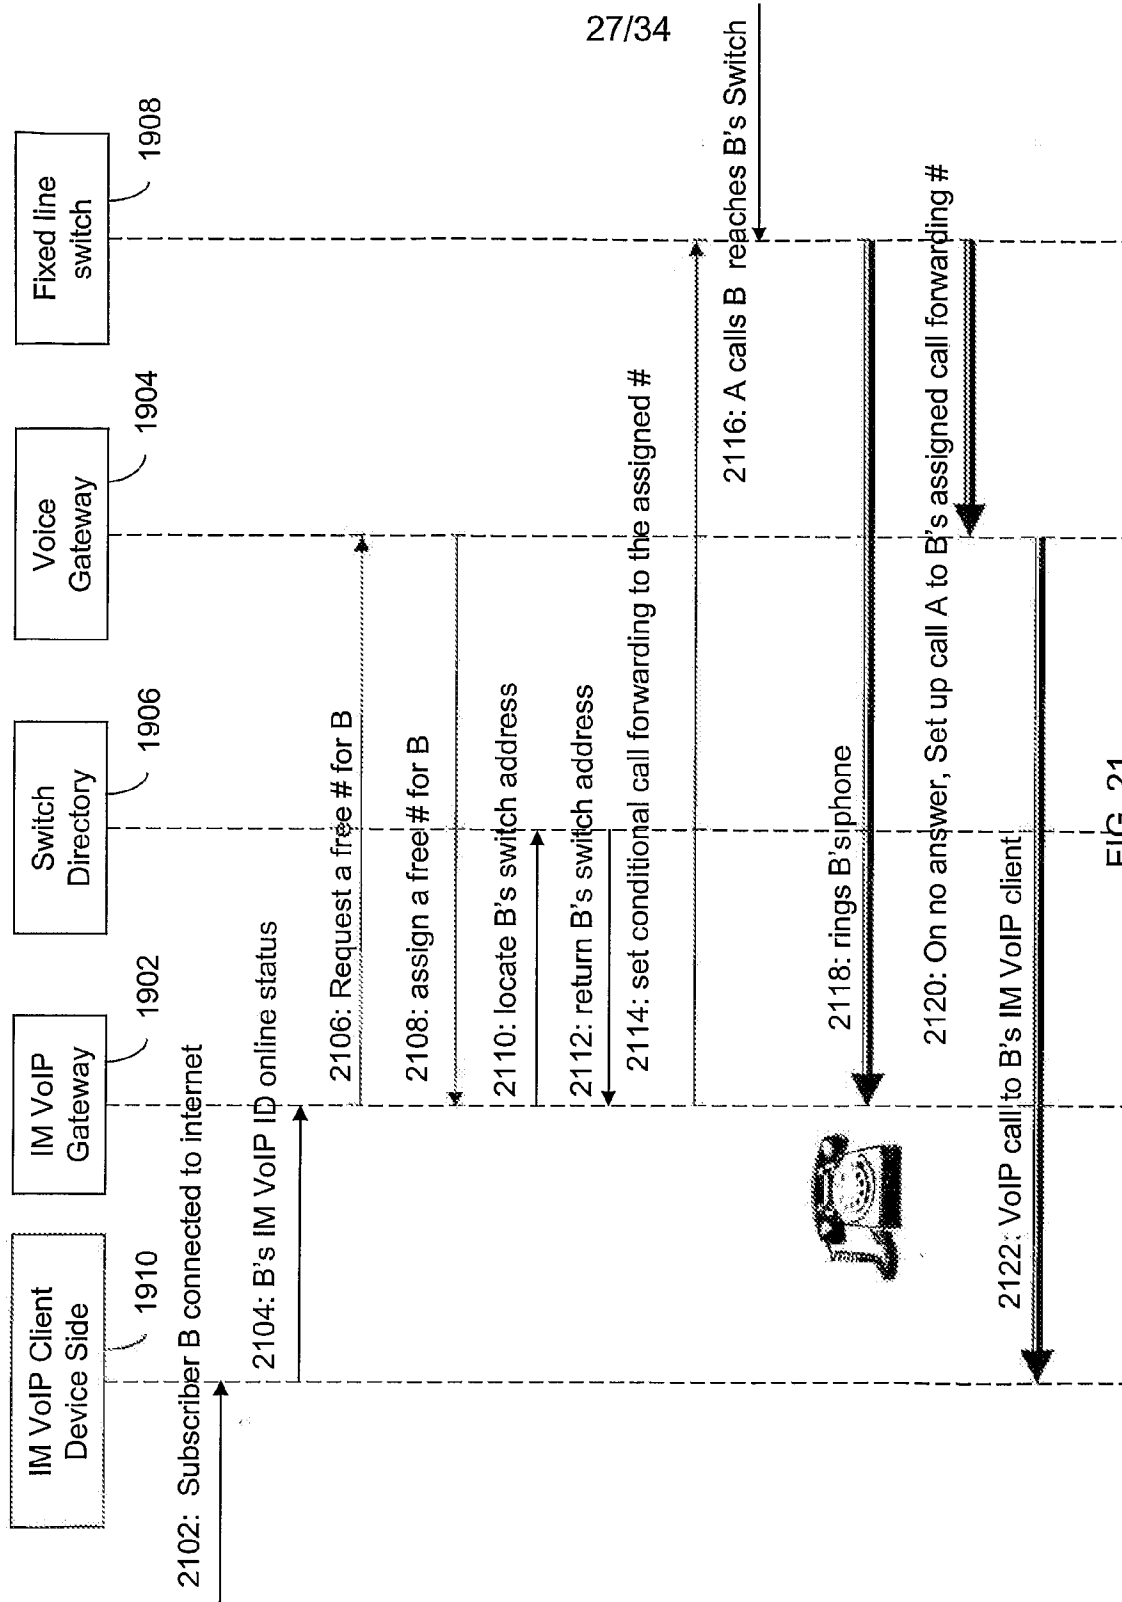 27/34
IM VoIP Client
Device Side
1910
IM VoIP
Gateway
1902
Switch
Directory
1906
Voice
Gateway
1904
Fixed line
switch
1908
2102: Subscriber B connected to internet
2104: B's IM VoIP ID online status
2106: Request a free # for B
2108: assign a free # for B
2110: locate B's switch address
2112: return B's switch address
2114: set conditional call forwarding to the assigned #
2116: A calls B reaches B's Switch
2118: rings B's phone
2120: On no answer, Set up call A to B's assigned call forwarding #
2122: VoIP call to B's IM VoIP client
FIG. 21